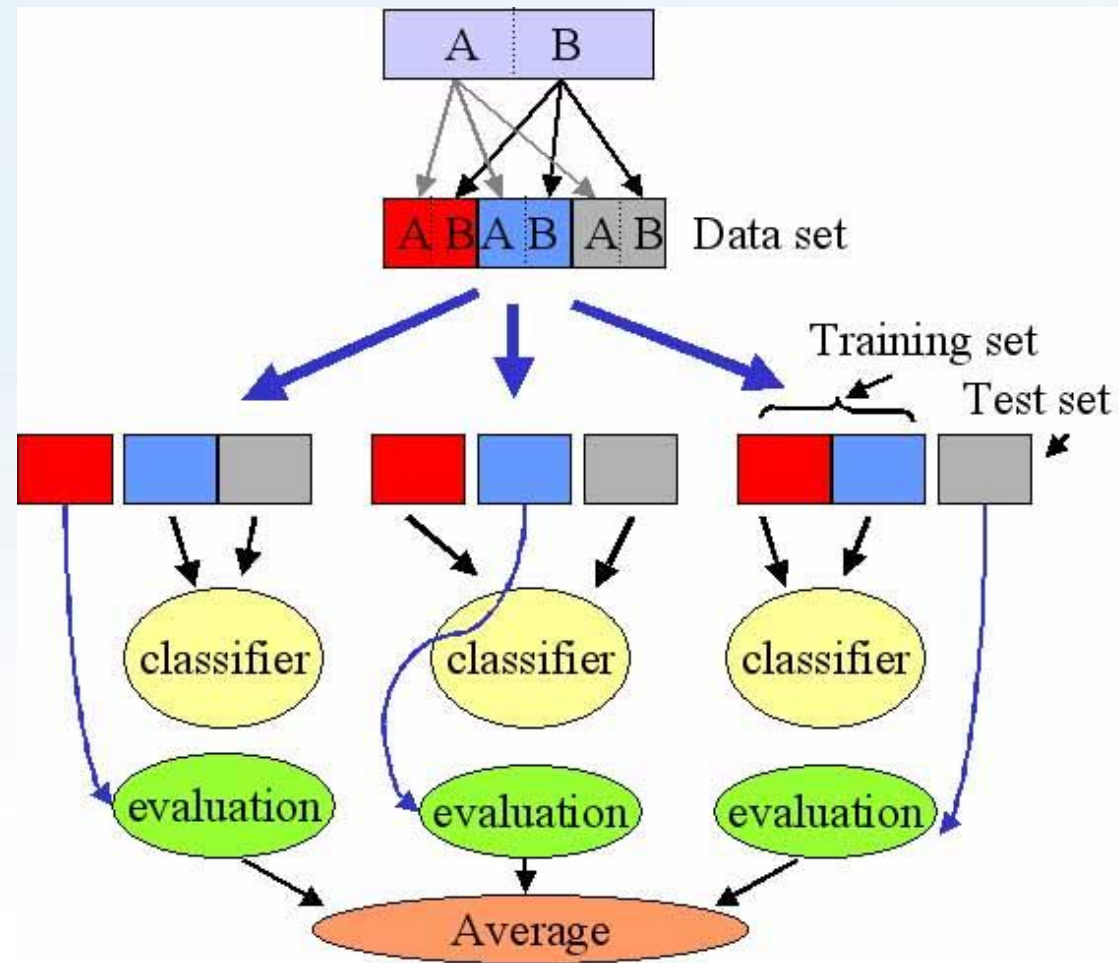 A B
A B A B A B Data set
Training set
Test set
classifier classifier classifier
evaluation evaluation evaluation
Average